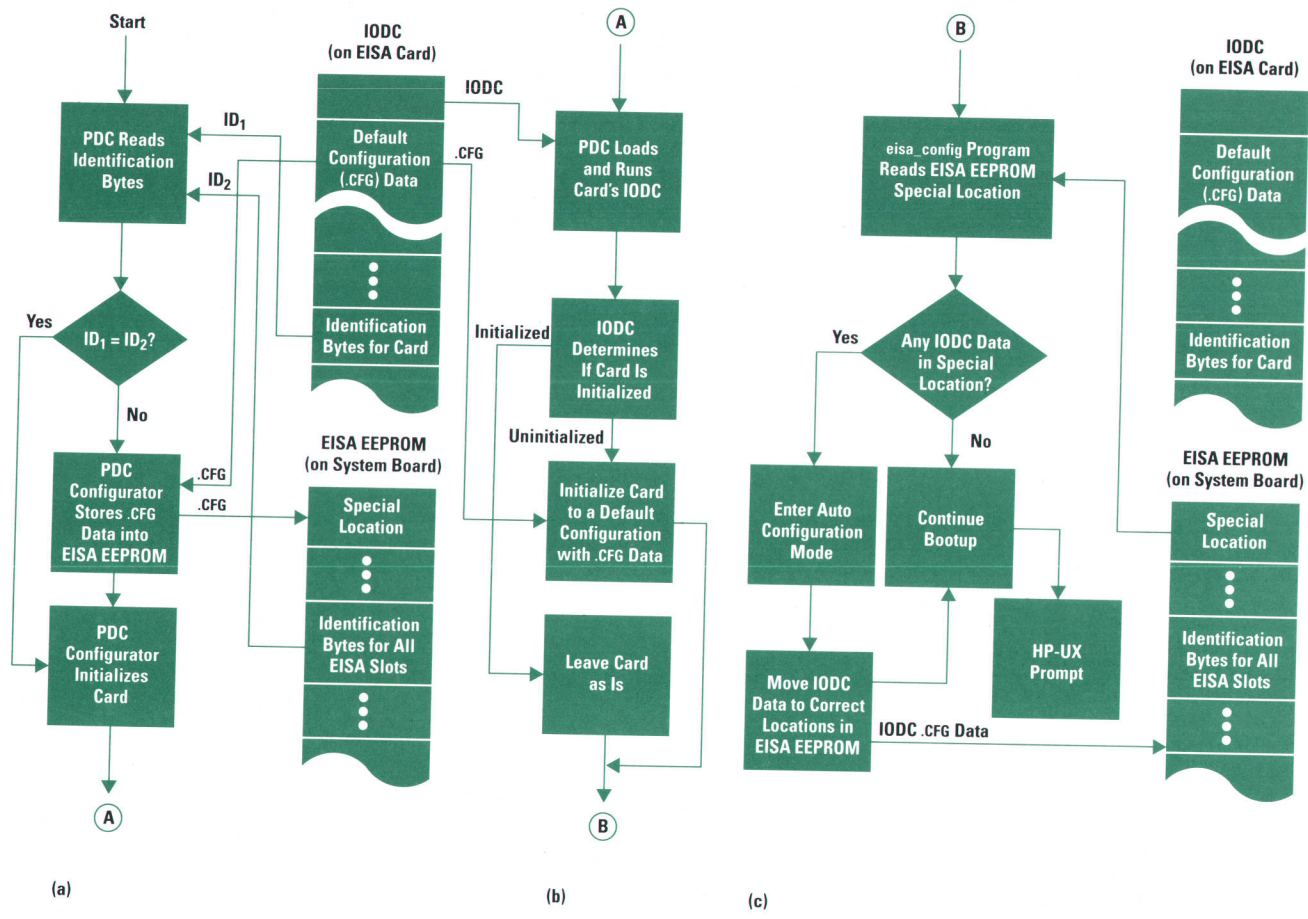 Start
PDC Reads
Identification
Bytes
ID1
ID2
ID1 = ID2?
Yes
No
PDC
Configurator
Stores .CFG
Data into
EISA EEPROM
.CFG
.CFG
PDC
Configurator
Initializes
Card
A
(a)
IODC
(on EISA Card)
Default
Configuration
(.CFG) Data
Identification
Bytes for Card
EISA EEPROM
(on System Board)
Special
Location
Identification
Bytes for All
EISA Slots
A
IODC
.CFG
PDC Loads
and Runs
Card's IODC
IODC
Determines
If Card Is
Initialized
Initialized
Uninitialized
Initialize Card
to a Default
Configuration
with .CFG Data
Leave Card
as Is
B
(b)
B
eisa_config Program
Reads EISA EEPROM
Special Location
Any IODC Data
in Special
Location?
Yes
No
Enter Auto
Configuration
Mode
Continue
Bootup
HP-UX
Prompt
Move IODC
Data to Correct
Locations in
EISA EEPROM
IODC .CFG Data
IODC
(on EISA Card)
Default
Configuration
(.CFG) Data
Identification
Bytes for Card
EISA EEPROM
(on System Board)
Special
Location
Identification
Bytes for All
EISA Slots
(c)